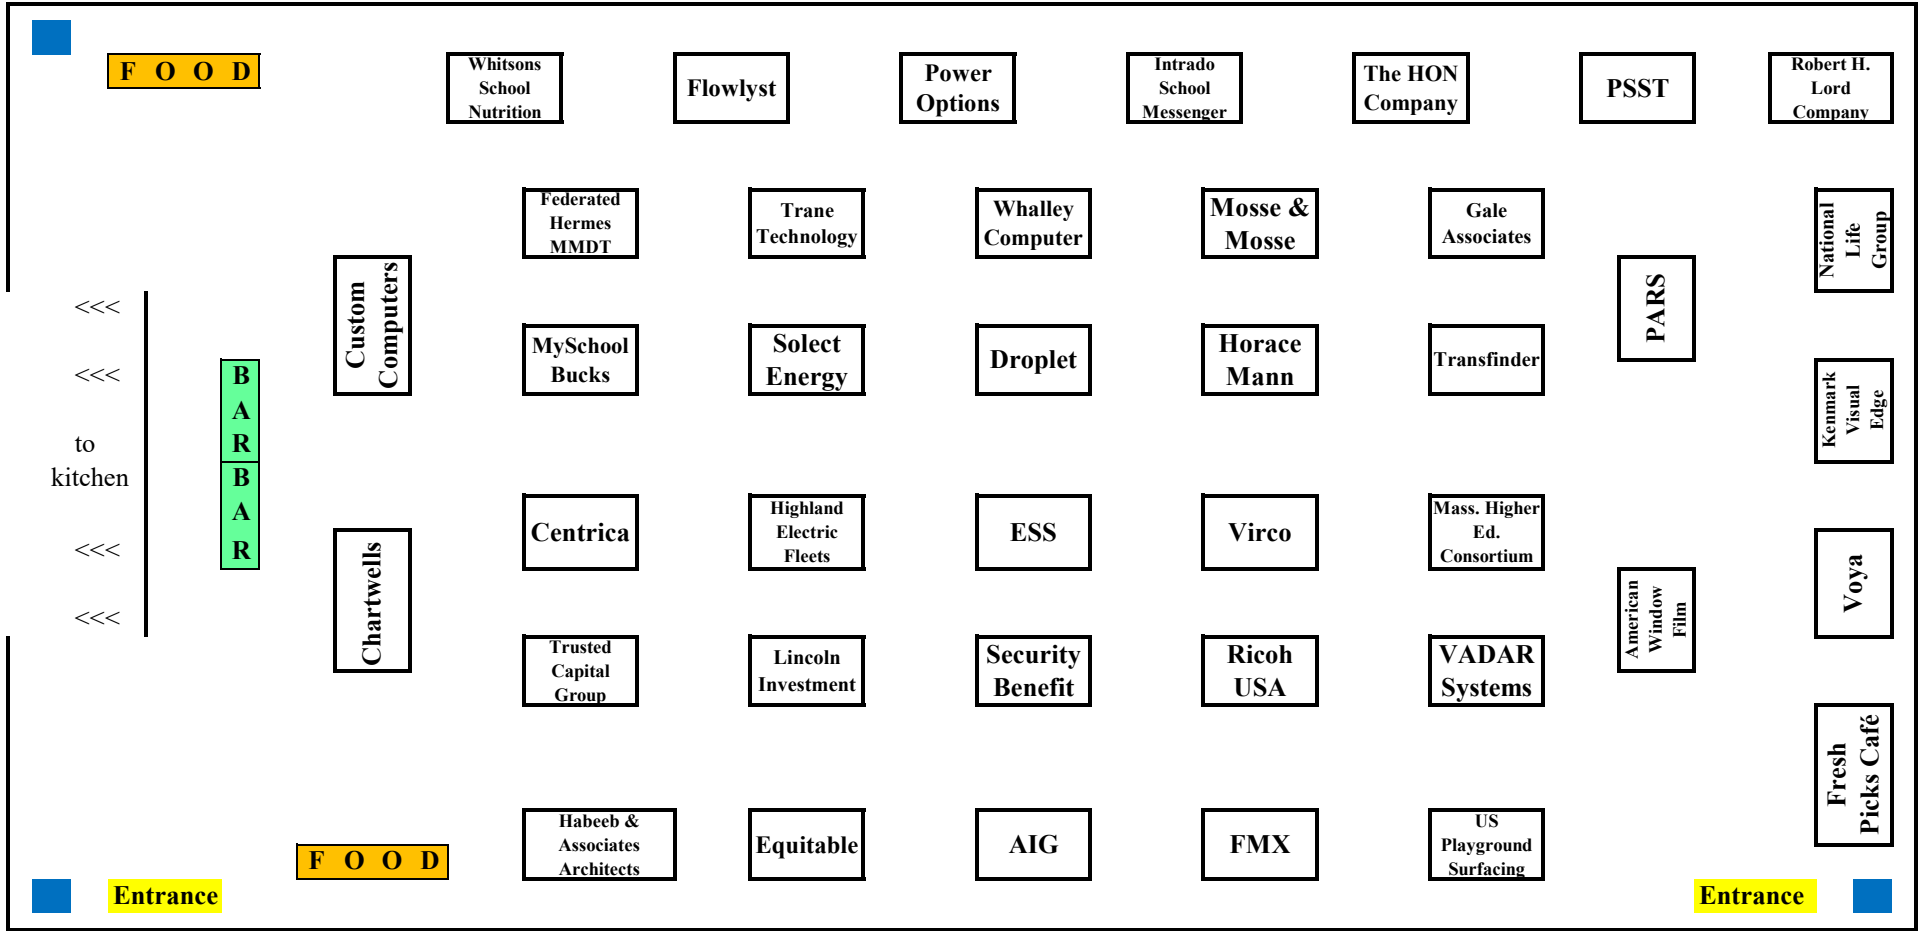 F O O D
Whitsons
School
Nutrition
Flowlyst
Power
Options
Intrado
School
Messenger
The HON
Company
PSST
Robert H.
Lord
Company
Federated
Hermes
MMDT
Trane
Technology
Whalley
Computer
Mosse &
Mosse
Gale
Associates
National
Life
Group
Custom
Computers
PARS
<<<
<<<
to
kitchen
<<<
<<<
B
A
R
B
A
R
MySchool
Bucks
Solect
Energy
Droplet
Horace
Mann
Transfinder
Kenmark
Visual
Edge
Centrica
Highland
Electric
Fleets
ESS
Virco
Mass. Higher
Ed.
Consortium
Voya
Chartwells
American
Window
Film
Trusted
Capital
Group
Lincoln
Investment
Security
Benefit
Ricoh
USA
VADAR
Systems
Fresh
Picks Café
F O O D
Habeeb &
Associates
Architects
Equitable
AIG
FMX
US
Playground
Surfacing
Entrance
Entrance